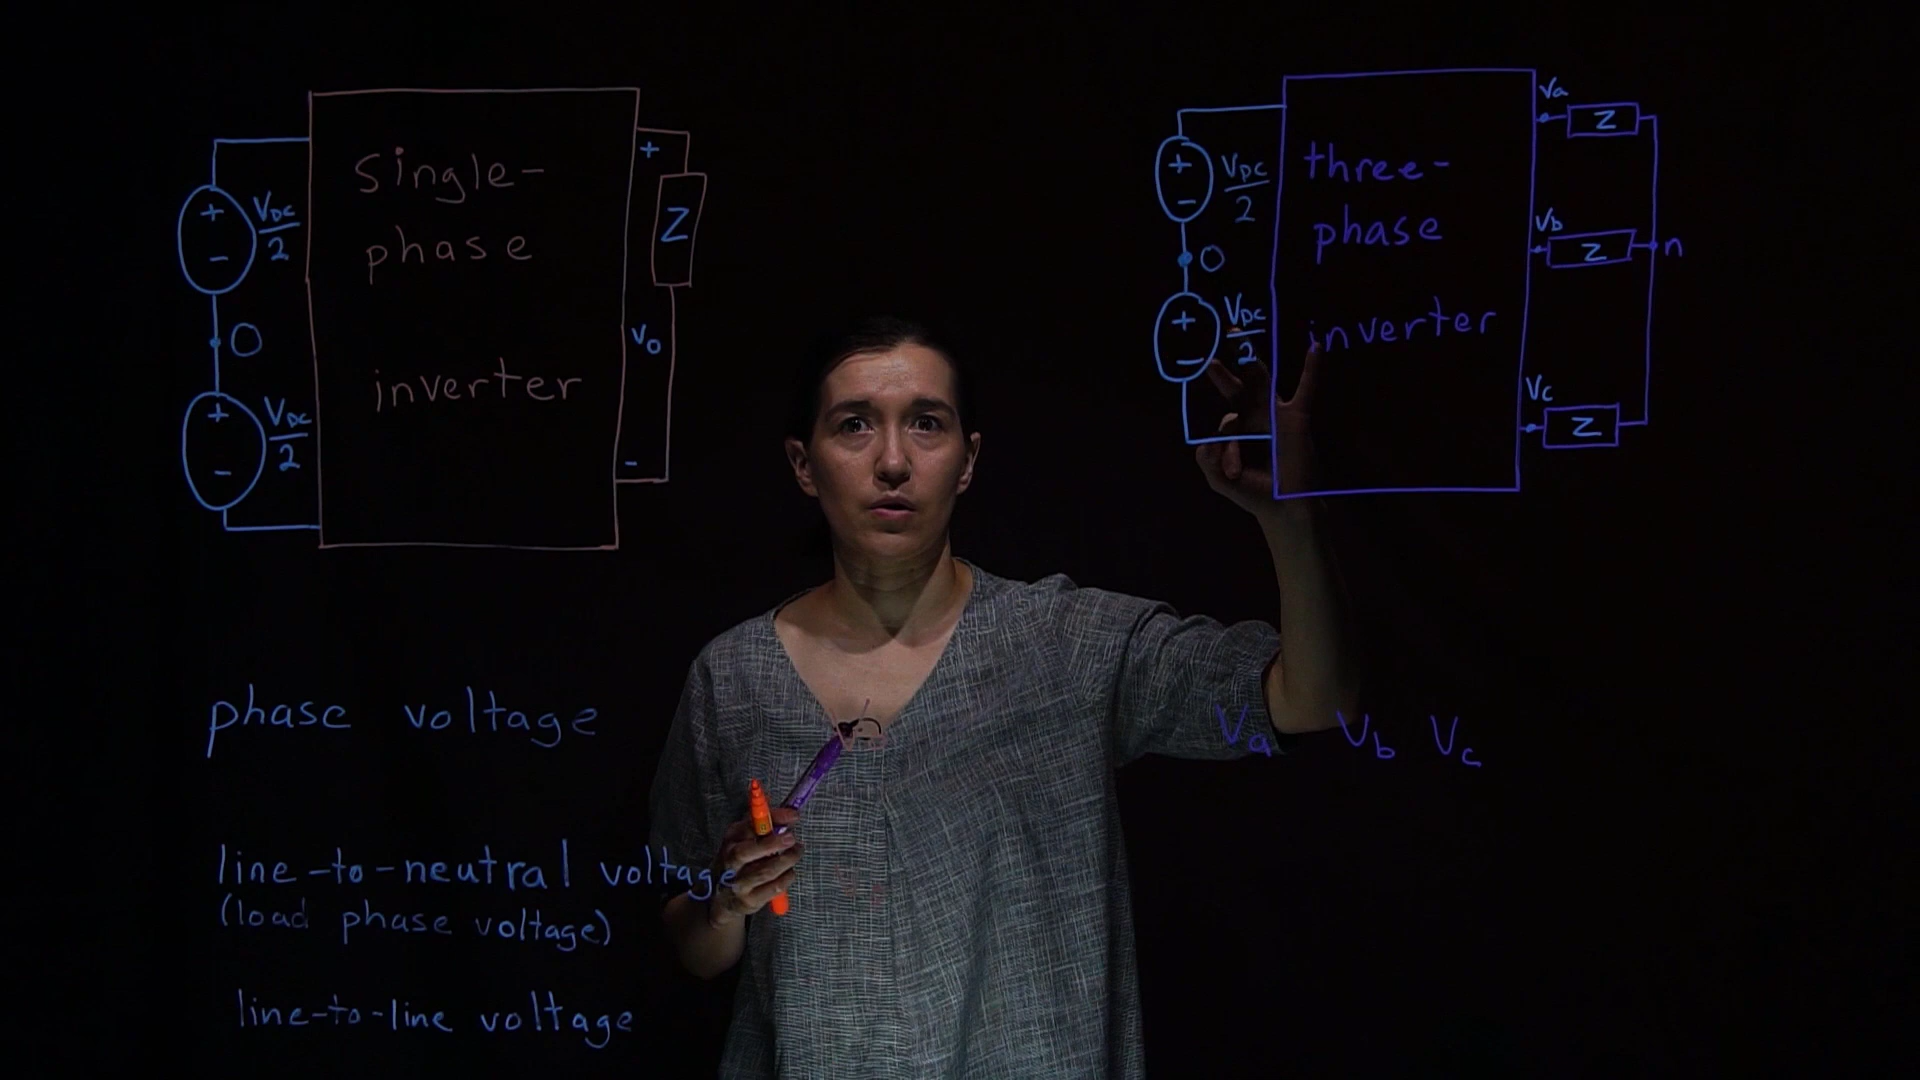 single-
phase
inverter
+
-
V_DC
2
0
+
-
V_DC
2
+
Z
v_o
-
three-
phase
inverter
+
-
V_DC
2
0
+
-
V_DC
2
Va
Z
Vb
Z
n
Vc
Z
phase voltage
Va Vb Vc
line-to-neutral voltage
(load phase voltage)
line-to-line voltage